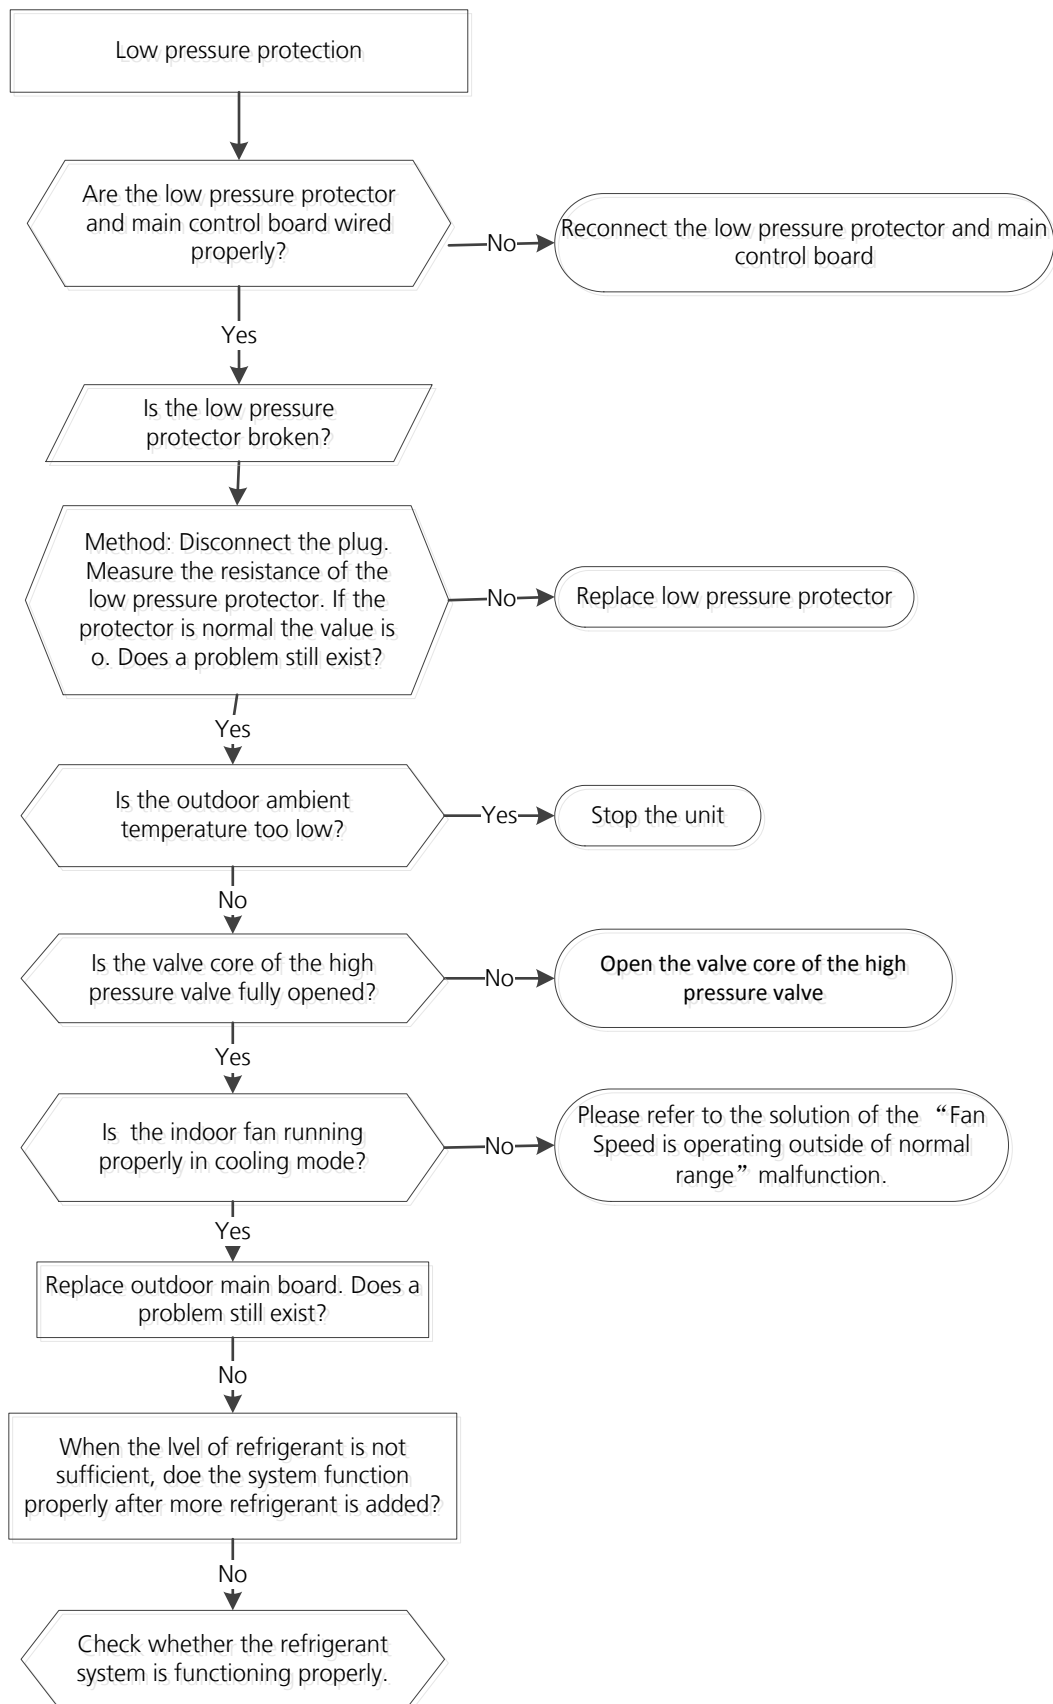 Low pressure protection
Are the low pressure protector
and main control board wired
properly?
No
Reconnect the low pressure protector and main
control board
Yes
Is the low pressure
protector broken?
Method: Disconnect the plug.
Measure the resistance of the
low pressure protector. If the
protector is normal the value is
o. Does a problem still exist?
No
Replace low pressure protector
Yes
Is the outdoor ambient
temperature too low?
Yes
Stop the unit
No
Is the valve core of the high
pressure valve fully opened?
No
Open the valve core of the high
pressure valve
Yes
Is  the indoor fan running
properly in cooling mode?
No
Please refer to the solution of the “Fan
Speed is operating outside of normal
range” malfunction.
Yes
Replace outdoor main board. Does a
problem still exist?
No
When the lvel of refrigerant is not
sufficient, doe the system function
properly after more refrigerant is added?
No
Check whether the refrigerant
system is functioning properly.